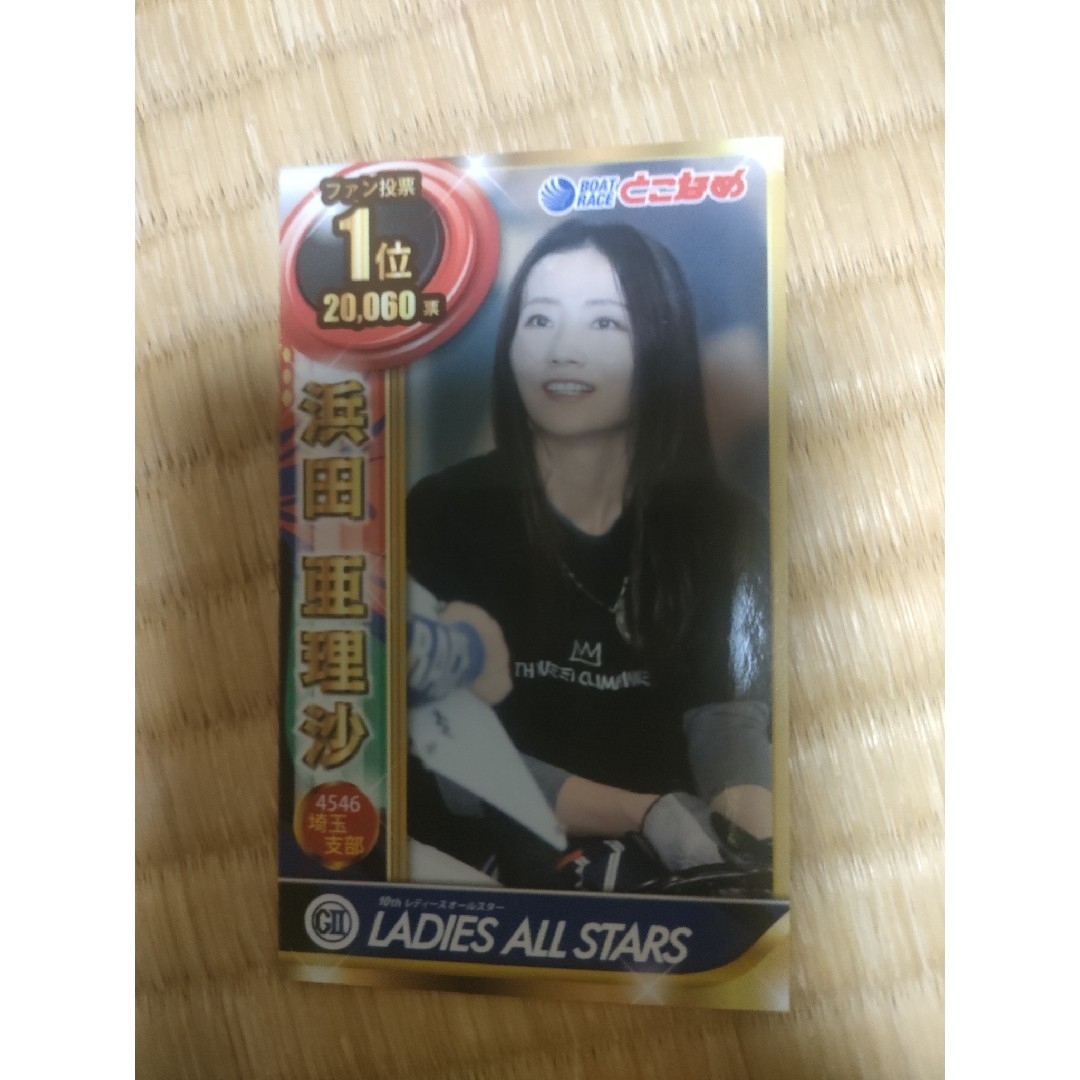 ファン投票
1位
20,060票
BOAT RACE とこなめ
浜田 亜理沙
4546
埼玉
支部
GII
10th レディースオールスター
LADIES ALL STARS